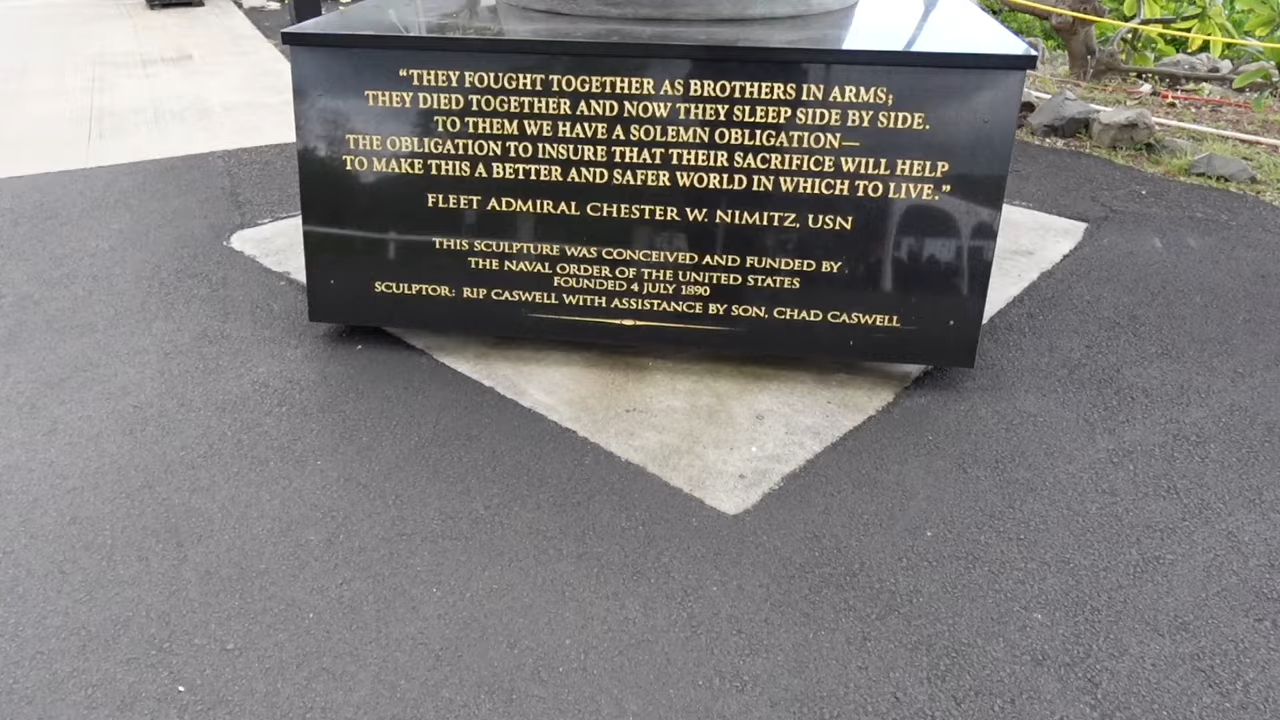 “THEY FOUGHT TOGETHER AS BROTHERS IN ARMS;
THEY DIED TOGETHER AND NOW THEY SLEEP SIDE BY SIDE.
TO THEM WE HAVE A SOLEMN OBLIGATION—
THE OBLIGATION TO INSURE THAT THEIR SACRIFICE WILL HELP
TO MAKE THIS A BETTER AND SAFER WORLD IN WHICH TO LIVE.”
FLEET ADMIRAL CHESTER W. NIMITZ, USN
THIS SCULPTURE WAS CONCEIVED AND FUNDED BY
THE NAVAL ORDER OF THE UNITED STATES
FOUNDED 4 JULY 1890
SCULPTOR: RIP CASWELL WITH ASSISTANCE BY SON, CHAD CASWELL